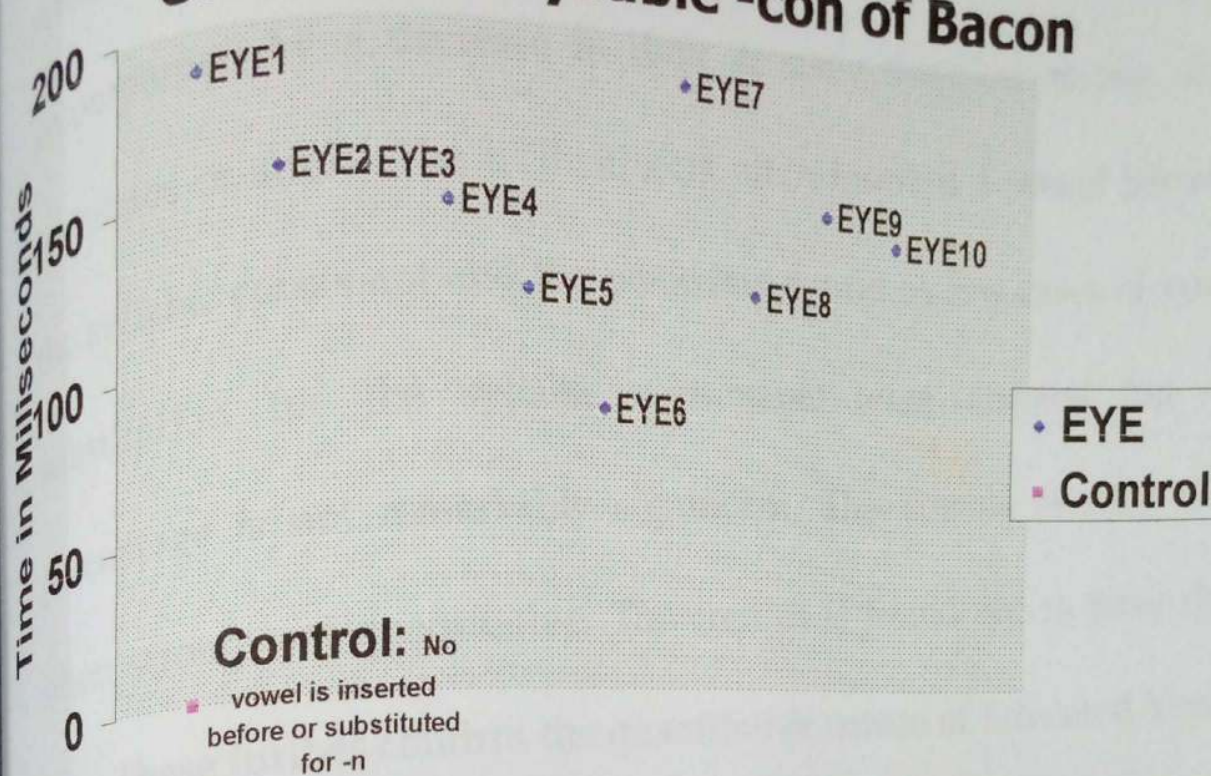 -con of Bacon
200
EYE1
EYE7
EYE2 EYE3
EYE4
150
EYE9
EYE10
EYE5
EYE8
100
EYE6
EYE
Control
50
0
Time in Milliseconds
Control: No
vowel is inserted
before or substituted
for -n